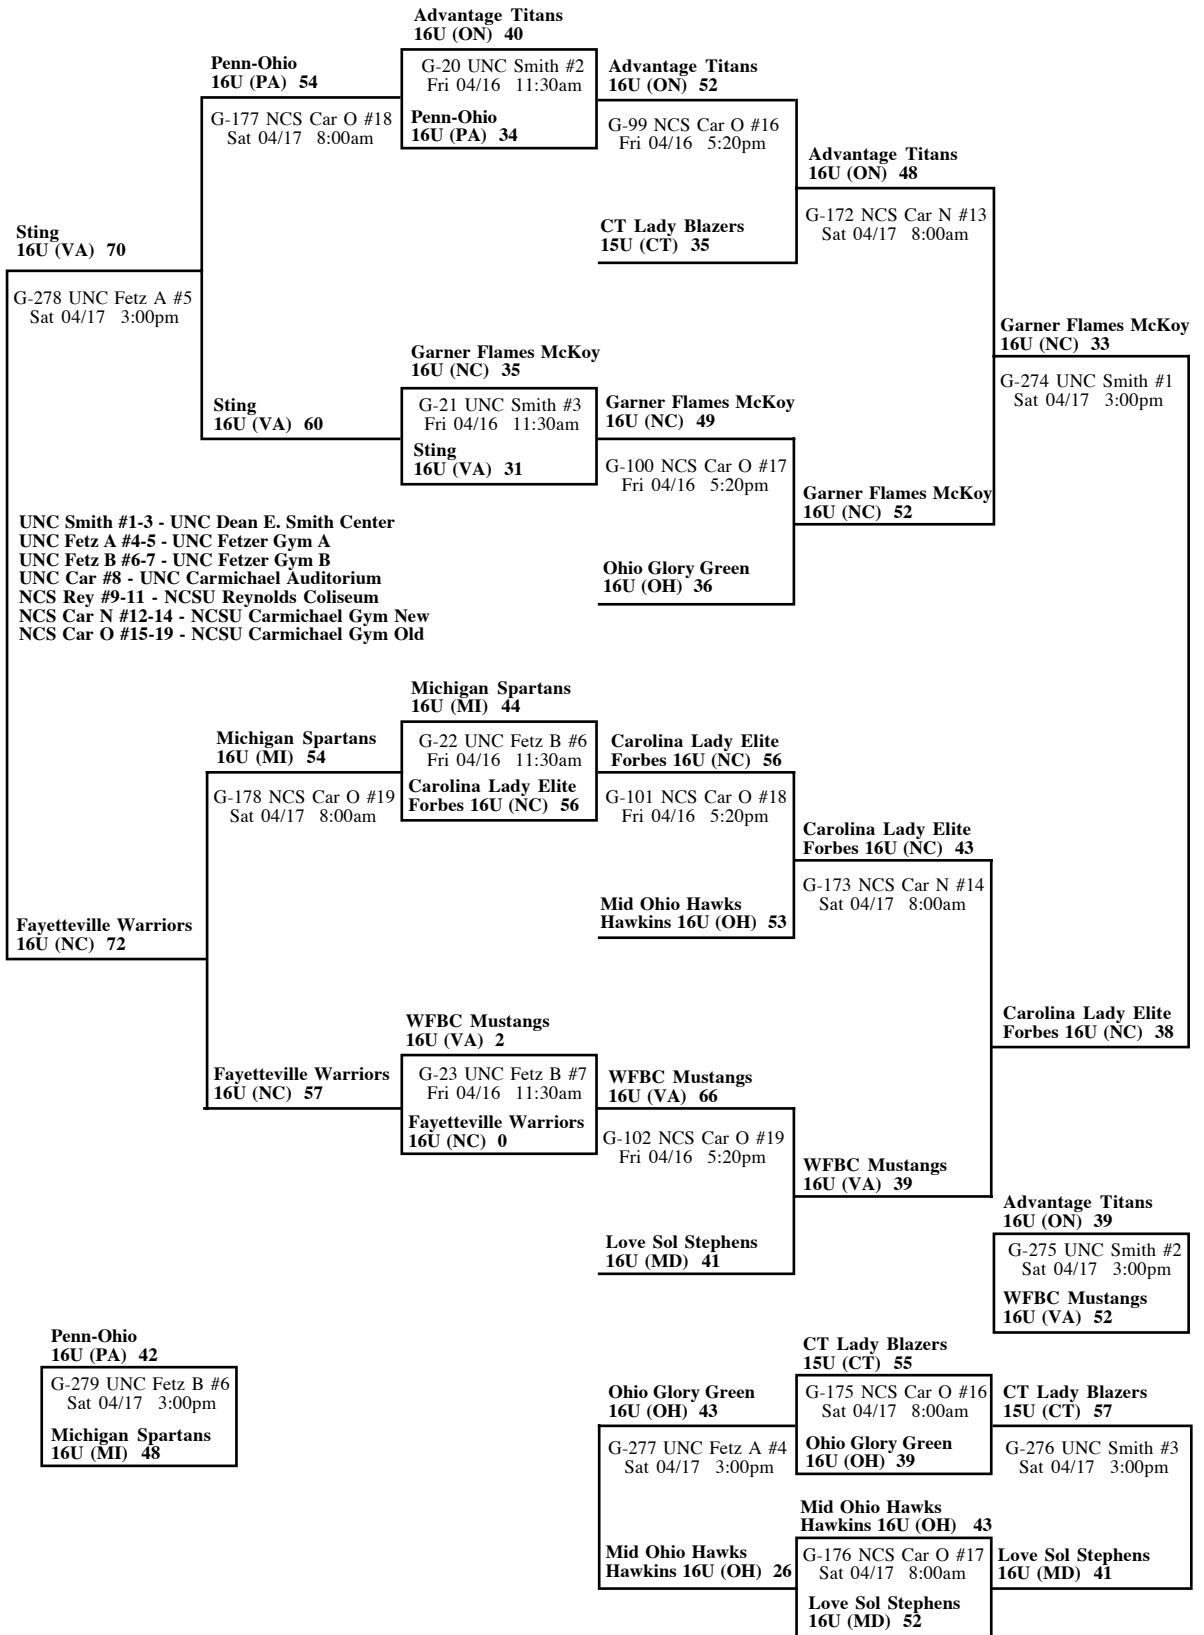 Advantage Titans
16U (ON) 40
G-20 UNC Smith #2
Fri 04/16 11:30am
Penn-Ohio
16U (PA) 34
Penn-Ohio
16U (PA) 54
G-177 NCS Car O #18
Sat 04/17 8:00am
Advantage Titans
16U (ON) 52
G-99 NCS Car O #16
Fri 04/16 5:20pm
CT Lady Blazers
15U (CT) 35
Advantage Titans
16U (ON) 48
G-172 NCS Car N #13
Sat 04/17 8:00am
Sting
16U (VA) 70
G-278 UNC Fetz A #5
Sat 04/17 3:00pm
Garner Flames McKoy
16U (NC) 33
G-274 UNC Smith #1
Sat 04/17 3:00pm
Garner Flames McKoy
16U (NC) 35
G-21 UNC Smith #3
Fri 04/16 11:30am
Sting
16U (VA) 31
Sting
16U (VA) 60
Garner Flames McKoy
16U (NC) 49
G-100 NCS Car O #17
Fri 04/16 5:20pm
Ohio Glory Green
16U (OH) 36
Garner Flames McKoy
16U (NC) 52
UNC Smith #1-3 - UNC Dean E. Smith Center
UNC Fetz A #4-5 - UNC Fetzer Gym A
UNC Fetz B #6-7 - UNC Fetzer Gym B
UNC Car #8 - UNC Carmichael Auditorium
NCS Rey #9-11 - NCSU Reynolds Coliseum
NCS Car N #12-14 - NCSU Carmichael Gym New
NCS Car O #15-19 - NCSU Carmichael Gym Old
Michigan Spartans
16U (MI) 44
G-22 UNC Fetz B #6
Fri 04/16 11:30am
Carolina Lady Elite
Forbes 16U (NC) 56
Michigan Spartans
16U (MI) 54
G-178 NCS Car O #19
Sat 04/17 8:00am
Carolina Lady Elite
Forbes 16U (NC) 56
G-101 NCS Car O #18
Fri 04/16 5:20pm
Mid Ohio Hawks
Hawkins 16U (OH) 53
Carolina Lady Elite
Forbes 16U (NC) 43
G-173 NCS Car N #14
Sat 04/17 8:00am
Fayetteville Warriors
16U (NC) 72
WFBC Mustangs
16U (VA) 2
G-23 UNC Fetz B #7
Fri 04/16 11:30am
Fayetteville Warriors
16U (NC) 0
Fayetteville Warriors
16U (NC) 57
WFBC Mustangs
16U (VA) 66
G-102 NCS Car O #19
Fri 04/16 5:20pm
Love Sol Stephens
16U (MD) 41
WFBC Mustangs
16U (VA) 39
Carolina Lady Elite
Forbes 16U (NC) 38
Advantage Titans
16U (ON) 39
G-275 UNC Smith #2
Sat 04/17 3:00pm
WFBC Mustangs
16U (VA) 52
Penn-Ohio
16U (PA) 42
G-279 UNC Fetz B #6
Sat 04/17 3:00pm
Michigan Spartans
16U (MI) 48
CT Lady Blazers
15U (CT) 55
G-175 NCS Car O #16
Sat 04/17 8:00am
Ohio Glory Green
16U (OH) 39
Ohio Glory Green
16U (OH) 43
G-277 UNC Fetz A #4
Sat 04/17 3:00pm
CT Lady Blazers
15U (CT) 57
G-276 UNC Smith #3
Sat 04/17 3:00pm
Mid Ohio Hawks
Hawkins 16U (OH) 43
G-176 NCS Car O #17
Sat 04/17 8:00am
Love Sol Stephens
16U (MD) 52
Mid Ohio Hawks
Hawkins 16U (OH) 26
Love Sol Stephens
16U (MD) 41